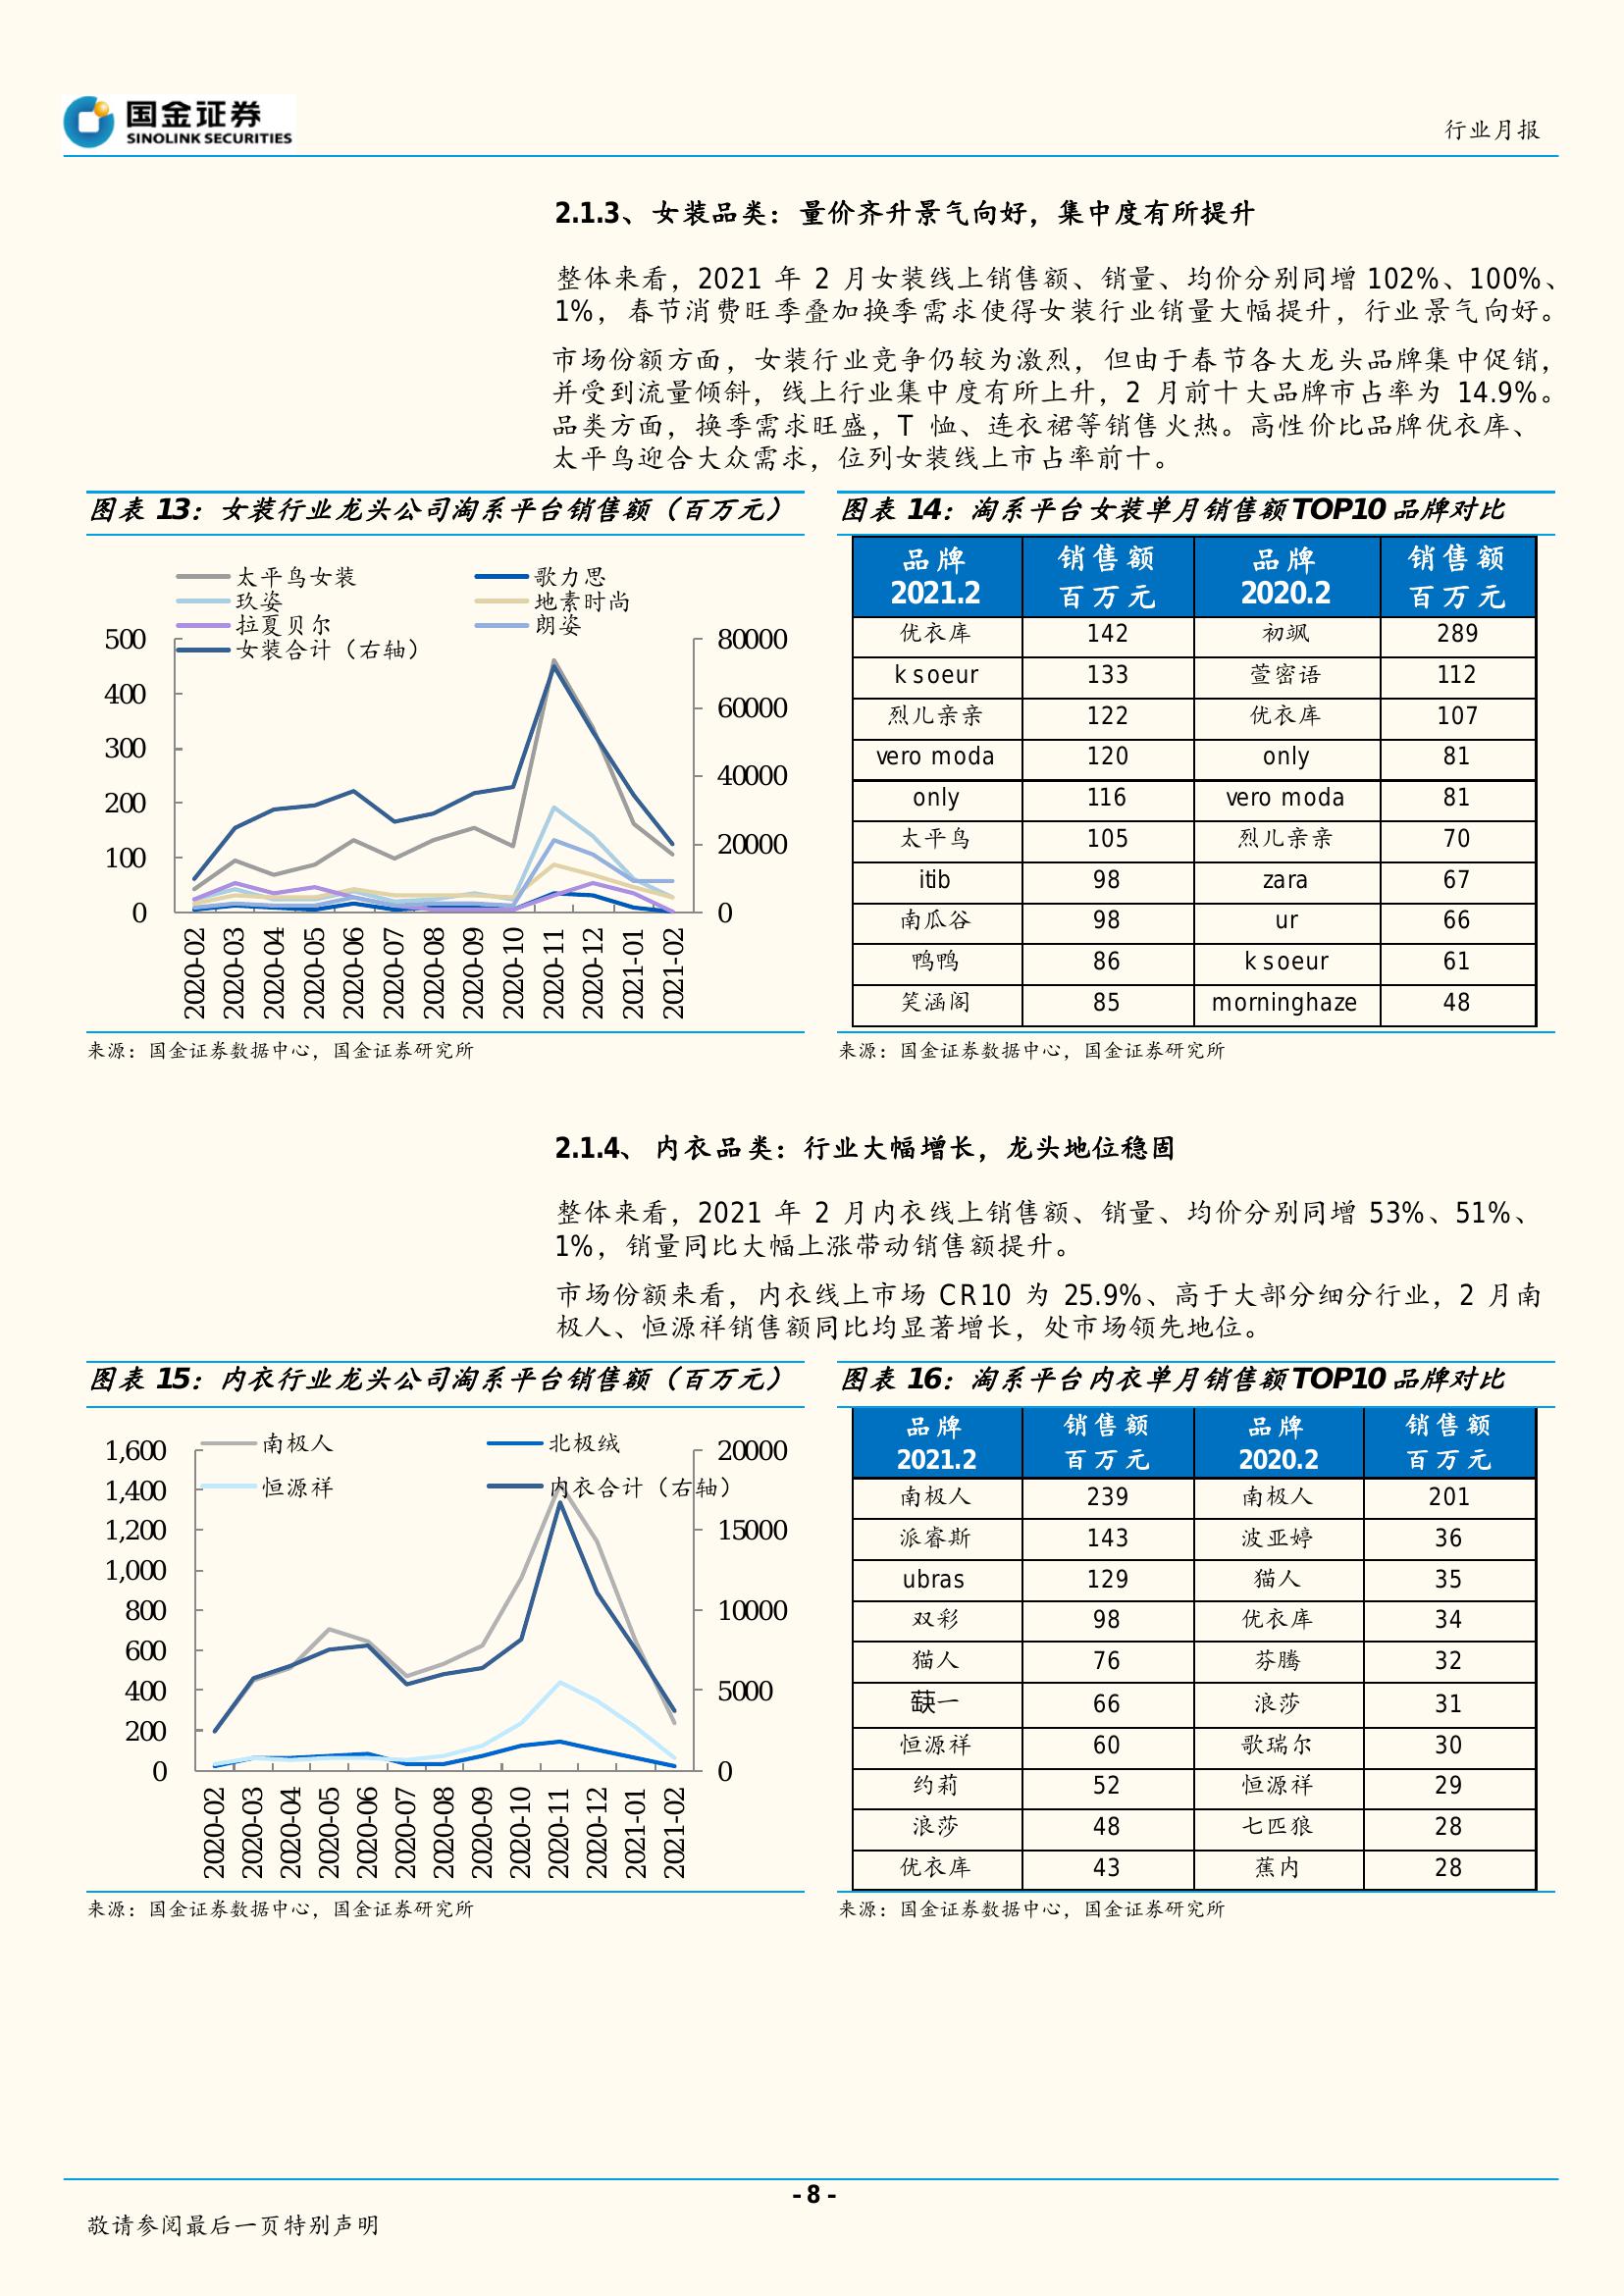 国金证券
SINOLINK SECURITIES
行业月报
2.1.3、女装品类：量价齐升景气向好，集中度有所提升
整体来看，2021 年 2 月女装线上销售额、销量、均价分别同增 102%、100%、
1%，春节消费旺季叠加换季需求使得女装行业销量大幅提升，行业景气向好。
市场份额方面，女装行业竞争仍较为激烈，但由于春节各大龙头品牌集中促销，
并受到流量倾斜，线上行业集中度有所上升，2 月前十大品牌市占率为 14.9%。
品类方面，换季需求旺盛，T 恤、连衣裙等销售火热。高性价比品牌优衣库、
太平鸟迎合大众需求，位列女装线上市占率前十。
图表 13：女装行业龙头公司淘系平台销售额（百万元）
太平鸟女装 歌力思
玖姿 地素时尚
拉夏贝尔 朗姿
女装合计（右轴）
500 80000
400
60000
300
40000
200
20000
100
0 0
2020-02 2020-03 2020-04 2020-05 2020-06 2020-07 2020-08 2020-09 2020-10 2020-11 2020-12 2021-01 2021-02
来源：国金证券数据中心，国金证券研究所
图表 14：淘系平台女装单月销售额TOP10 品牌对比
品牌 销售额 品牌 销售额
2021.2 百万元 2020.2 百万元
优衣库 142 初飒 289
ksoeur 133 萱密语 112
烈儿亲亲 122 优衣库 107
vero moda 120 only 81
only 116 vero moda 81
太平鸟 105 烈儿亲亲 70
itib 98 zara 67
南瓜谷 98 ur 66
鸭鸭 86 ksoeur 61
笑涵阁 85 morninghaze 48
来源：国金证券数据中心，国金证券研究所
2.1.4、内衣品类：行业大幅增长，龙头地位稳固
整体来看，2021 年 2 月内衣线上销售额、销量、均价分别同增 53%、51%、
1%，销量同比大幅上涨带动销售额提升。
市场份额来看，内衣线上市场 CR10 为 25.9%、高于大部分细分行业，2 月南
极人、恒源祥销售额同比均显著增长，处市场领先地位。
图表 15：内衣行业龙头公司淘系平台销售额（百万元）
南极人 北极绒
恒源祥 内衣合计（右轴）
1,600 20000
1,400
1,200 15000
1,000
800 10000
600
400 5000
200
0 0
2020-02 2020-03 2020-04 2020-05 2020-06 2020-07 2020-08 2020-09 2020-10 2020-11 2020-12 2021-01 2021-02
来源：国金证券数据中心，国金证券研究所
图表 16：淘系平台内衣单月销售额TOP10 品牌对比
品牌 销售额 品牌 销售额
2021.2 百万元 2020.2 百万元
南极人 239 南极人 201
派睿斯 143 波亚婷 36
ubras 129 猫人 35
双彩 98 优衣库 34
猫人 76 芬腾 32
66 浪莎 31
恒源祥 60 歌瑞尔 30
约莉 52 恒源祥 29
浪莎 48 七匹狼 28
优衣库 43 蕉内 28
来源：国金证券数据中心，国金证券研究所
- 8 -
敬请参阅最后一页特别声明